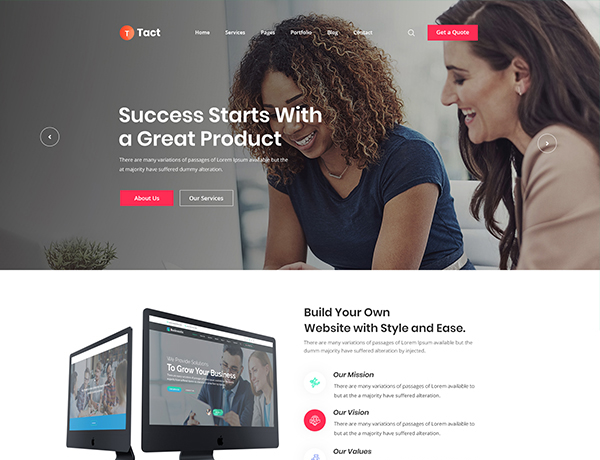 T Tact
Home Services Pages Portfolio Blog Contact
Get a Quote
Success Starts With
a Great Product
There are many variations of passages of Lorem Ipsum available but the
at majority have suffered dummy alteration.
About Us
Our Services
Build Your Own
Website with Style and Ease.
There are many variations of passages of Lorem Ipsum available but the
dumm majority have suffered alteration by injected.
We Provide Solutions
To Grow Your Business
Our Mission
There are many variations of passages of Lorem available to
but at the a majority have suffered alteration.
Our Vision
There are many variations of passages of Lorem available to
but at the a majority have suffered alteration.
Our Values